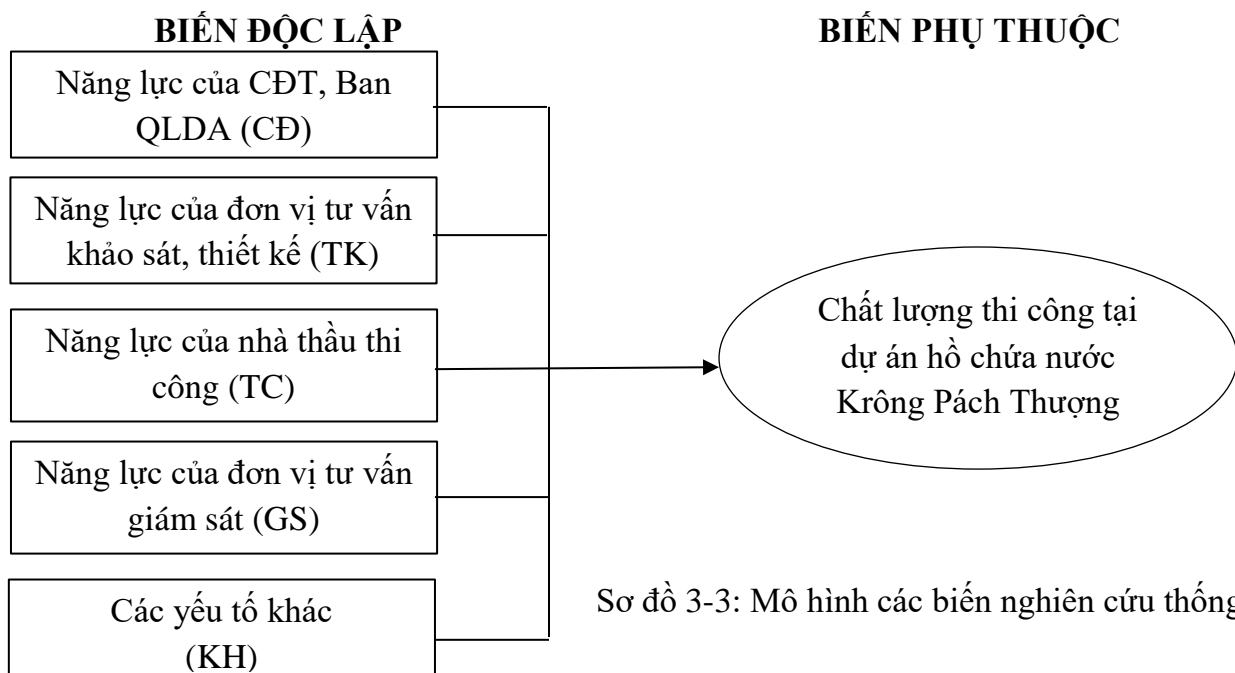 BIẾN ĐỘC LẬP
BIẾN PHỤ THUỘC
Năng lực của CĐT, Ban
QLDA (CĐ)
Năng lực của đơn vị tư vấn
khảo sát, thiết kế (TK)
Năng lực của nhà thầu thi
công (TC)
Năng lực của đơn vị tư vấn
giám sát (GS)
Các yếu tố khác
(KH)
Chất lượng thi công tại
dự án hồ chứa nước
Krông Pách Thượng
Sơ đồ 3-3: Mô hình các biến nghiên cứu thống